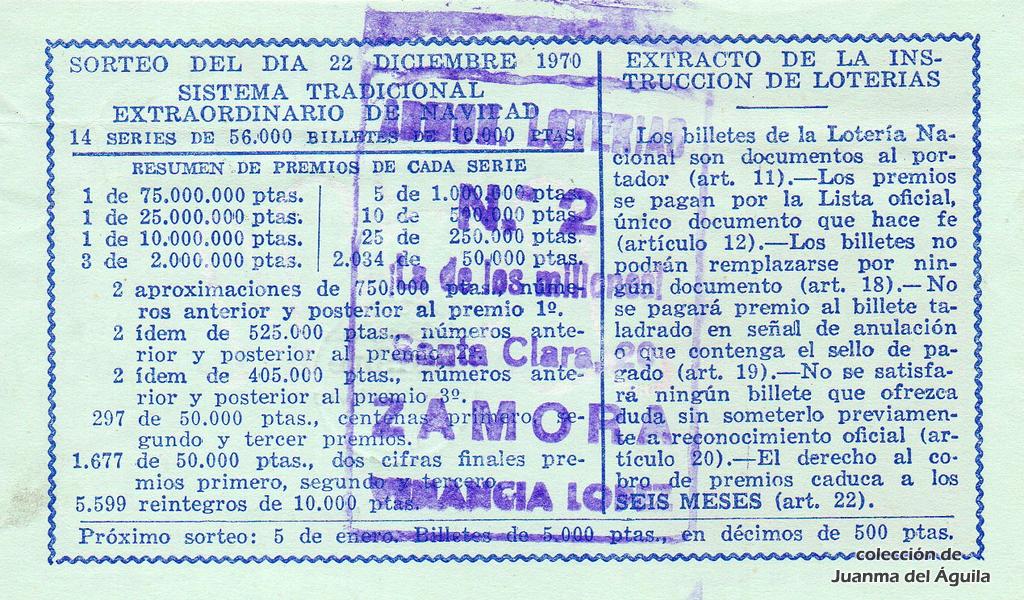 SORTEO DEL DIA 22 DICIEMBRE 1970
SISTEMA TRADICIONAL
EXTRAORDINARIO DE NAVIDAD
14 SERIES DE 56.000 BILLETES DE 10.000 PTAS.
RESUMEN DE PREMIOS DE CADA SERIE
1 de 75.000.000 ptas.
1 de 25.000.000 ptas.
1 de 10.000.000 ptas.
3 de 2.000.000 ptas.
5 de 1.000.000 ptas.
10 de 500.000 ptas.
25 de 250.000 ptas.
2.034 de 50.000 ptas.
2 aproximaciones de 750.000 ptas., núme-
ros anterior y posterior al premio 1º.
2 ídem de 525.000 ptas., números ante-
rior y posterior al premio 2º.
2 ídem de 405.000 ptas., números ante-
rior y posterior al premio 3º.
297 de 50.000 ptas., centenas primero, se-
gundo y tercer premios.
1.677 de 50.000 ptas., dos cifras finales pre-
mios primero, segundo y tercero.
5.599 reintegros de 10.000 ptas.
EXTRACTO DE LA INS-
TRUCCION DE LOTERIAS
Los billetes de la Lotería Na-
cional son documentos al por-
tador (art. 11).—Los premios
se pagan por la Lista oficial,
único documento que hace fe
(artículo 12).—Los billetes no
podrán remplazarse por nin-
gún documento (art. 18).—No
se pagará premio al billete ta-
ladrado en señal de anulación
o que contenga el sello de pa-
gado (art. 19).—No se satisfa-
rá ningún billete que ofrezca
duda sin someterlo previamen-
te a reconocimiento oficial (ar-
tículo 20).—El derecho al co-
bro de premios caduca a los
SEIS MESES (art. 22).
Próximo sorteo: 5 de enero. Billetes de 5.000 ptas., en décimos de 500 ptas.
LOTERIAS
N.º 2
¡La de los millones!
Santa Clara,
ZAMORA
colección de
Juanma del Águila